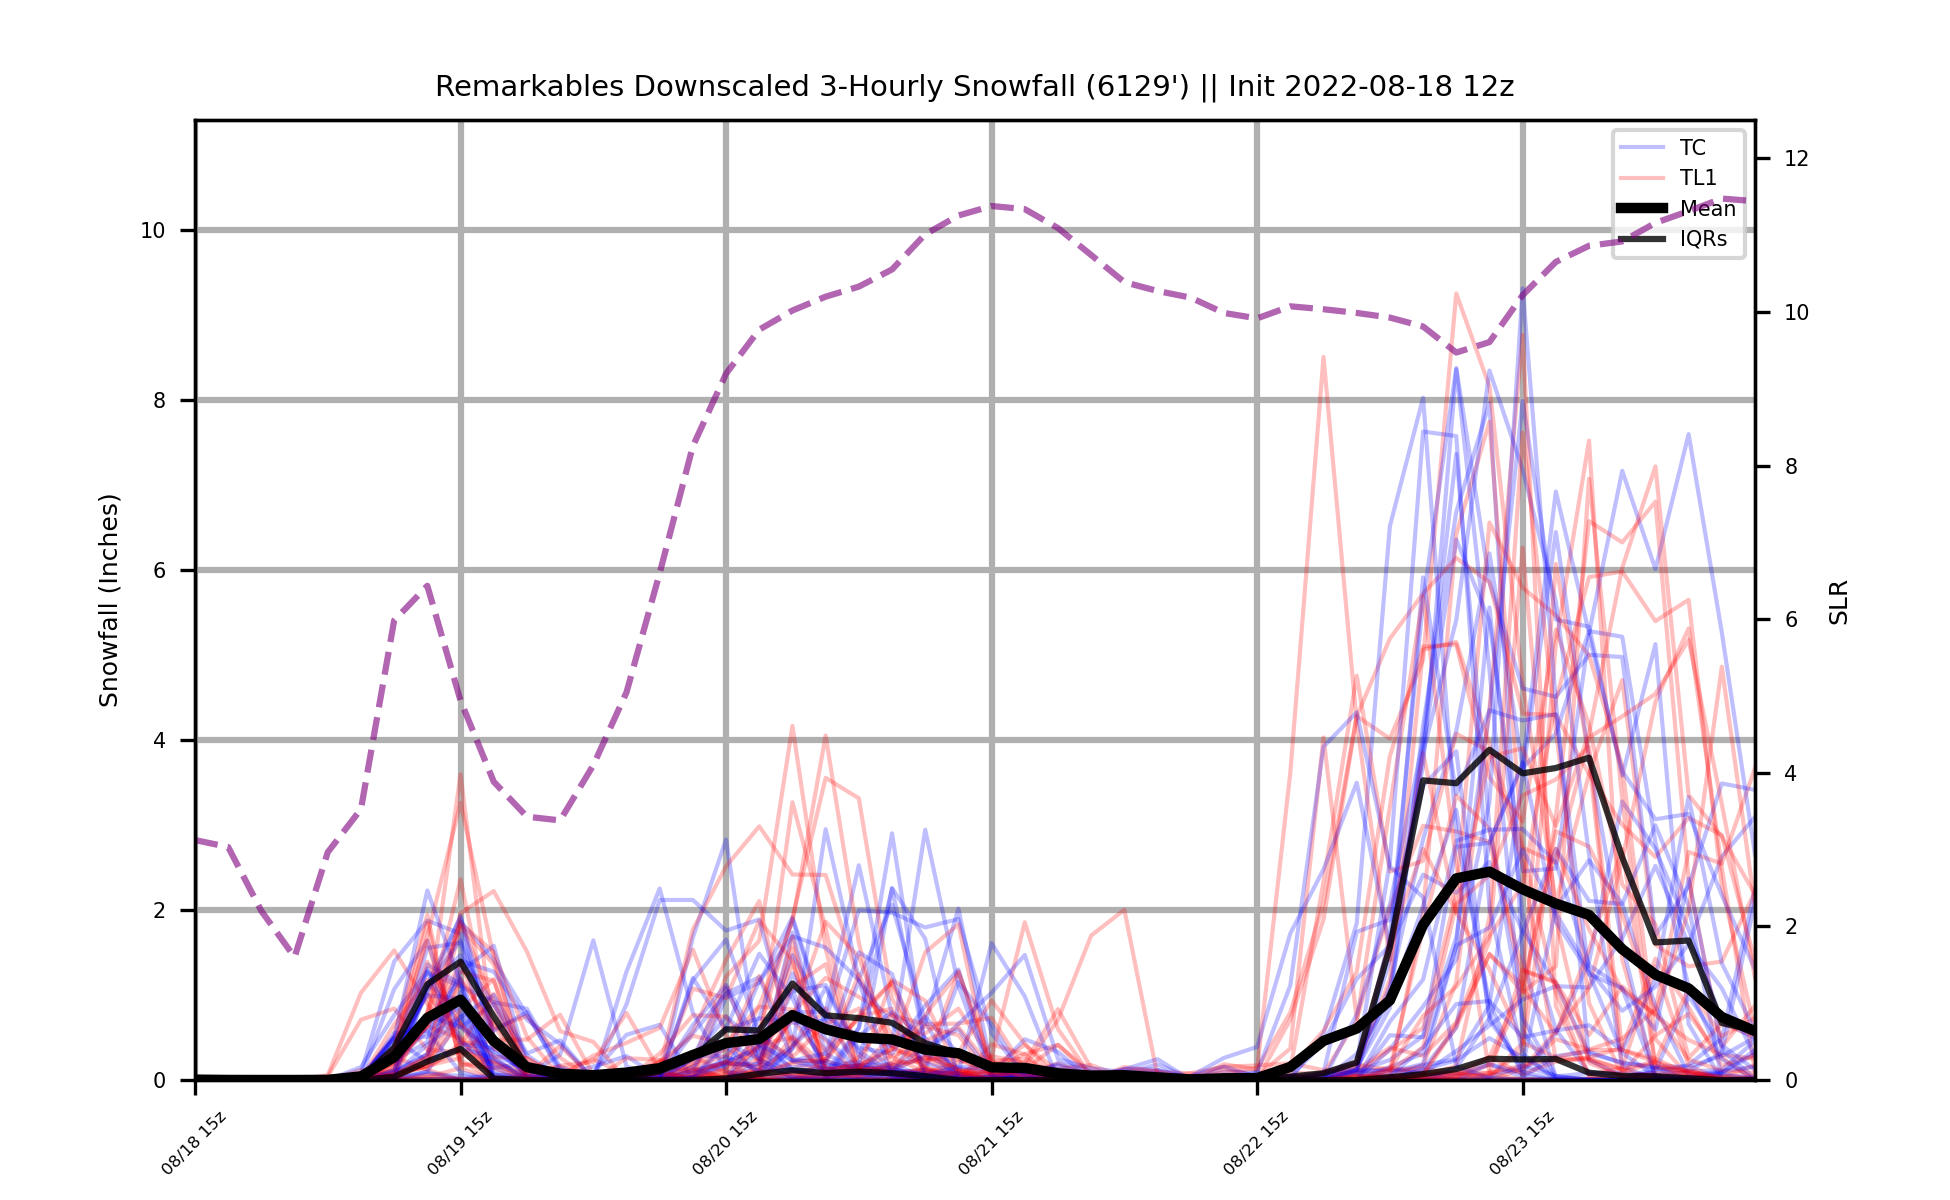 Remarkables Downscaled 3-Hourly Snowfall (6129') || Init 2022-08-18 12z
TC
TL1
Mean
IQRs
Snowfall (Inches)
10
8
6
4
2
0
12
10
8
6
4
2
0
SLR
08/18 15z
08/19 15z
08/20 15z
08/21 15z
08/22 15z
08/23 15z